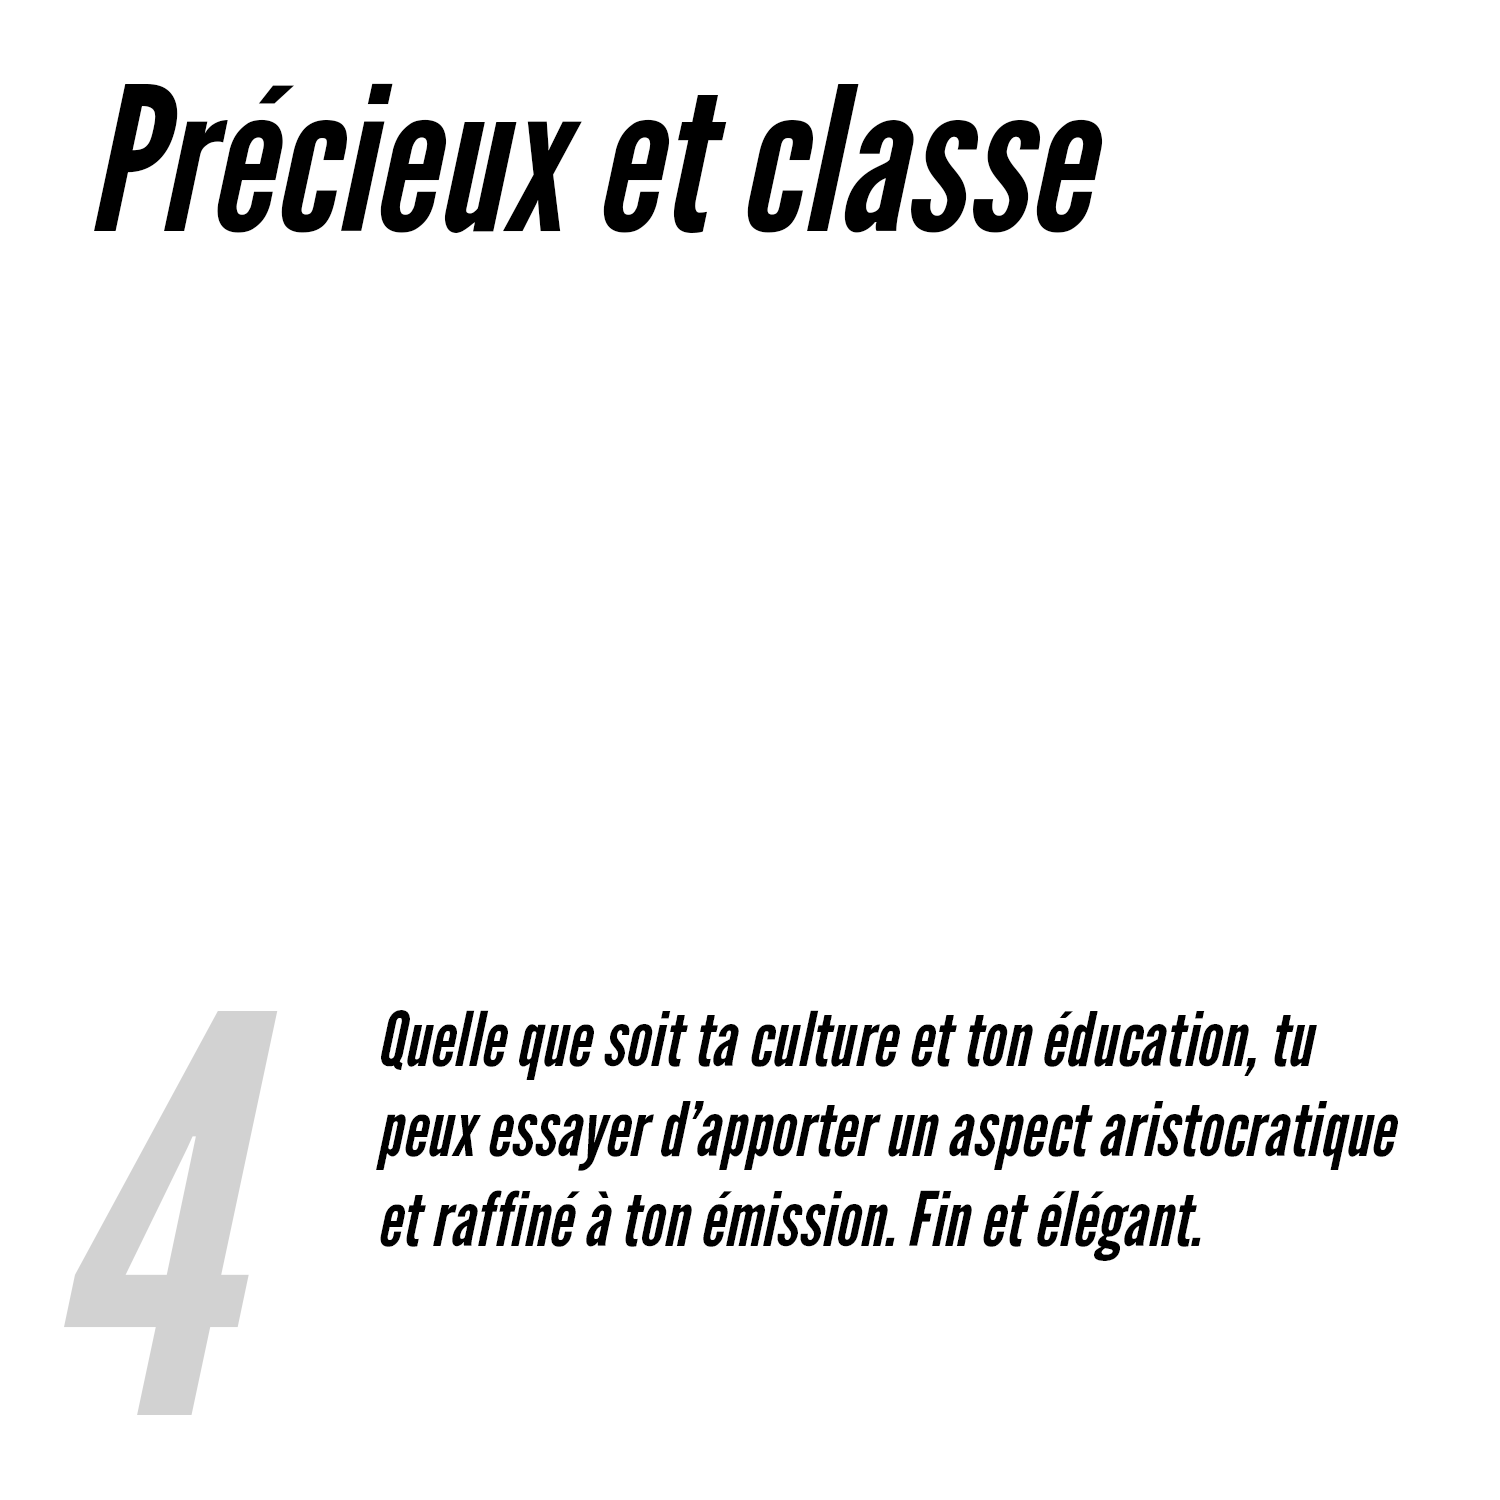 Précieux et classe
4
Quelle que soit ta culture et ton éducation, tu
peux essayer d’apporter un aspect aristocratique
et raffiné à ton émission. Fin et élégant.